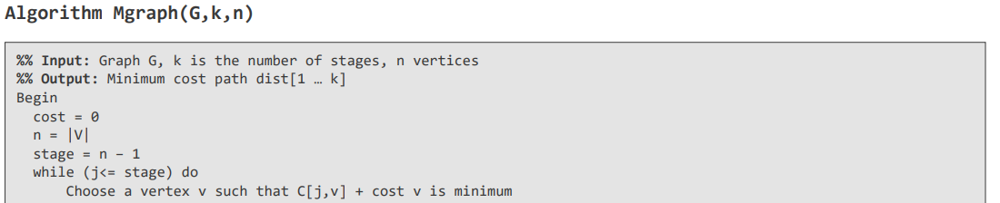 Algorithm Mgraph(G,k,n)
%% Input: Graph G, k is the number of stages, n vertices
%% Output: Minimum cost path dist[1 … k]
Begin
cost = 0
n = |V|
stage = n – 1
while (j<= stage) do
Choose a vertex v such that C[j,v] + cost v is minimum